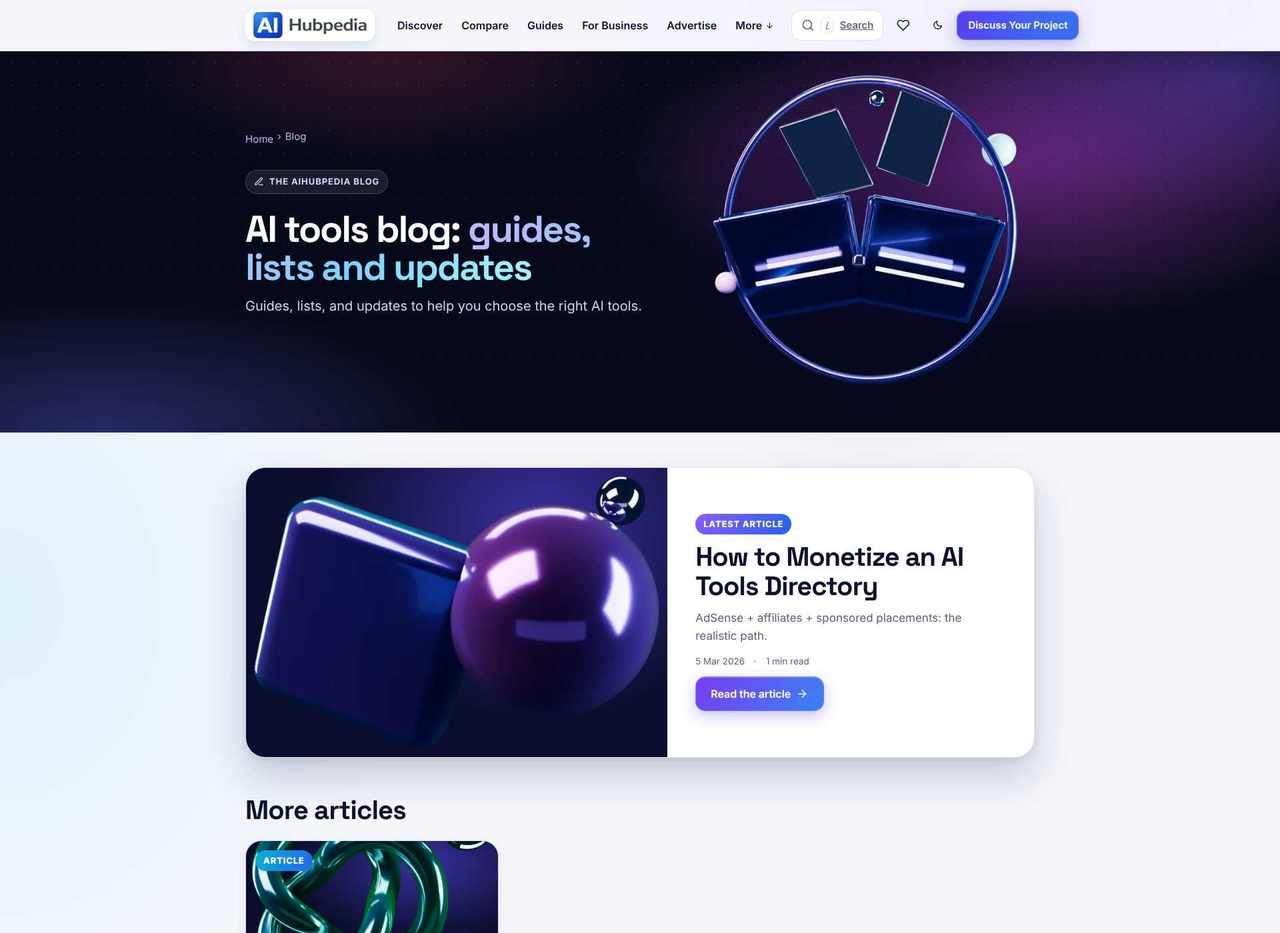 AI Hubpedia
Discover
Compare
Guides
For Business
Advertise
More ↓
/ Search
Discuss Your Project
Home › Blog
THE AIHUBPEDIA BLOG
AI tools blog: guides,
lists and updates
Guides, lists, and updates to help you choose the right AI tools.
LATEST ARTICLE
How to Monetize an AI
Tools Directory
AdSense + affiliates + sponsored placements: the
realistic path.
5 Mar 2026 · 1 min read
Read the article →
More articles
ARTICLE